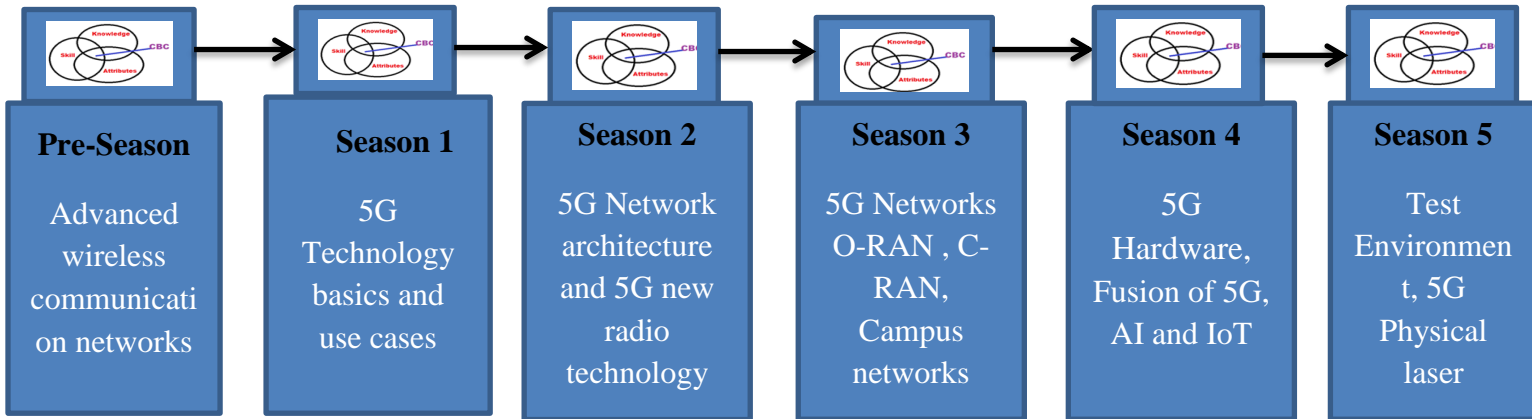 Knowledge
CBC
Skill
Attributes
Pre-Season
Advanced
wireless
communicati
on networks
Knowledge
CBC
Skill
Attributes
Season 1
5G
Technology
basics and
use cases
Knowledge
CBC
Skill
Attributes
Season 2
5G Network
architecture
and 5G new
radio
technology
Knowledge
CBC
Skill
Attributes
Season 3
5G Networks
O-RAN , C-
RAN,
Campus
networks
Knowledge
CBC
Skill
Attributes
Season 4
5G
Hardware,
Fusion of 5G,
AI and IoT
Knowledge
CBC
Skill
Attributes
Season 5
Test
Environmen
t, 5G
Physical
laser